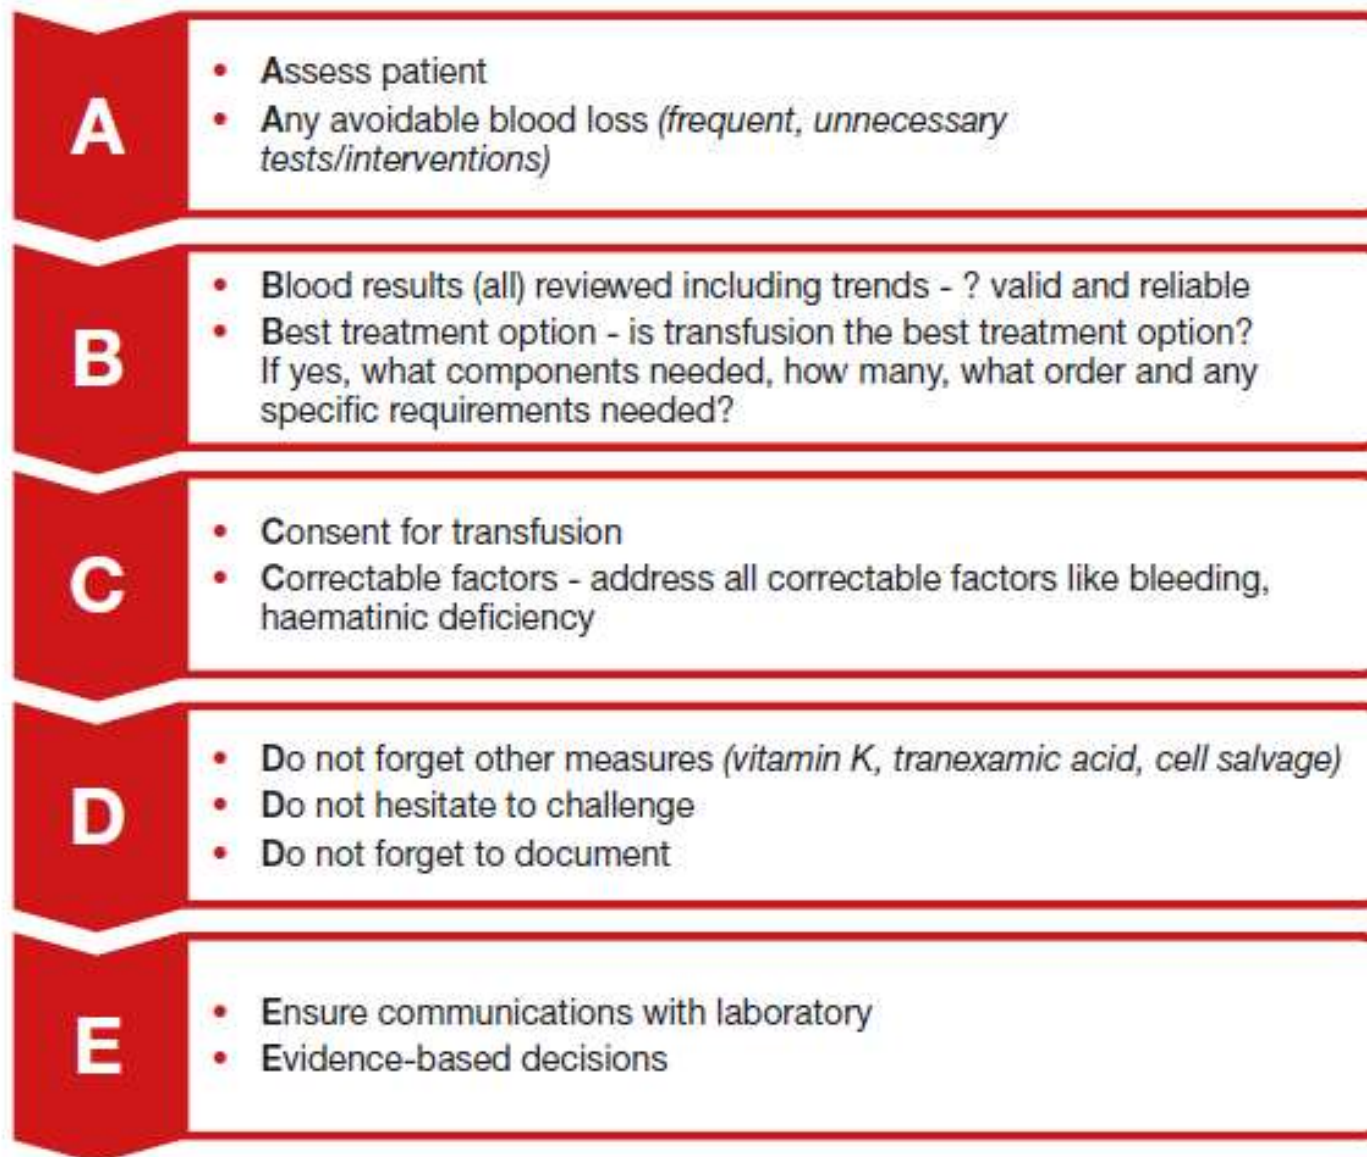 A
• Assess patient
• Any avoidable blood loss (frequent, unnecessary
tests/interventions)
B
• Blood results (all) reviewed including trends - ? valid and reliable
• Best treatment option - is transfusion the best treatment option?
If yes, what components needed, how many, what order and any
specific requirements needed?
C
• Consent for transfusion
• Correctable factors - address all correctable factors like bleeding,
haematinic deficiency
D
• Do not forget other measures (vitamin K, tranexamic acid, cell salvage)
• Do not hesitate to challenge
• Do not forget to document
E
• Ensure communications with laboratory
• Evidence-based decisions